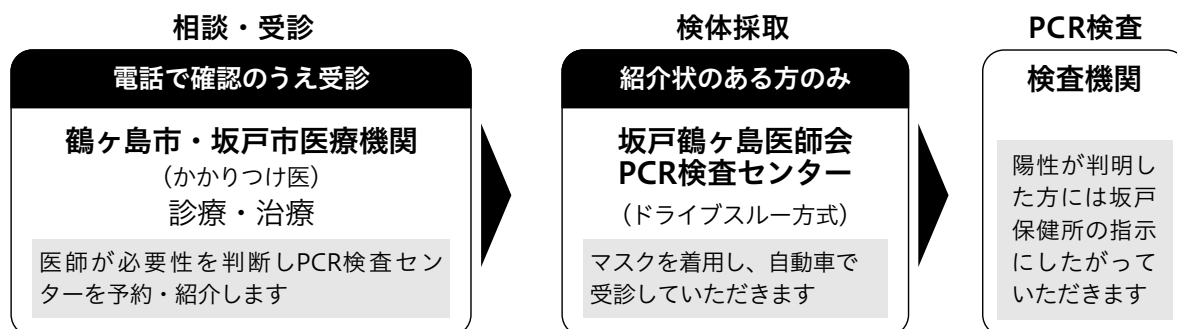 相談・受診
電話で確認のうえ受診
鶴ヶ島市・坂戸市医療機関
（かかりつけ医）
診療・治療
医師が必要性を判断しPCR検査セン
ターを予約・紹介します
検体採取
紹介状のある方のみ
坂戸鶴ヶ島医師会
PCR検査センター
（ドライブスルー方式）
マスクを着用し、自動車で
受診していただきます
PCR検査
検査機関
陽性が判明し
た方には坂戸
保健所の指示
にしたがって
いただきます